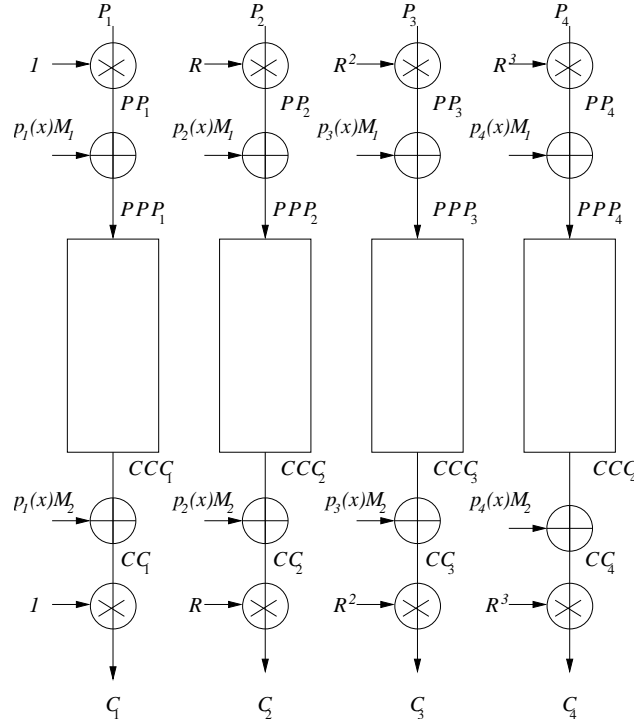 P₁ P₂ P₃ P₄
1 R R² R³
PP₁ PP₂ PP₃ PP₄
p₁(x)M₁ p₂(x)M₁ p₃(x)M₁ p₄(x)M₁
PPP₁ PPP₂ PPP₃ PPP₄
CCC₁ CCC₂ CCC₃ CCC₄
p₁(x)M₂ p₂(x)M₂ p₃(x)M₂ p₄(x)M₂
CC₁ CC₂ CC₃ CC₄
1 R R² R³
C₁ C₂ C₃ C₄